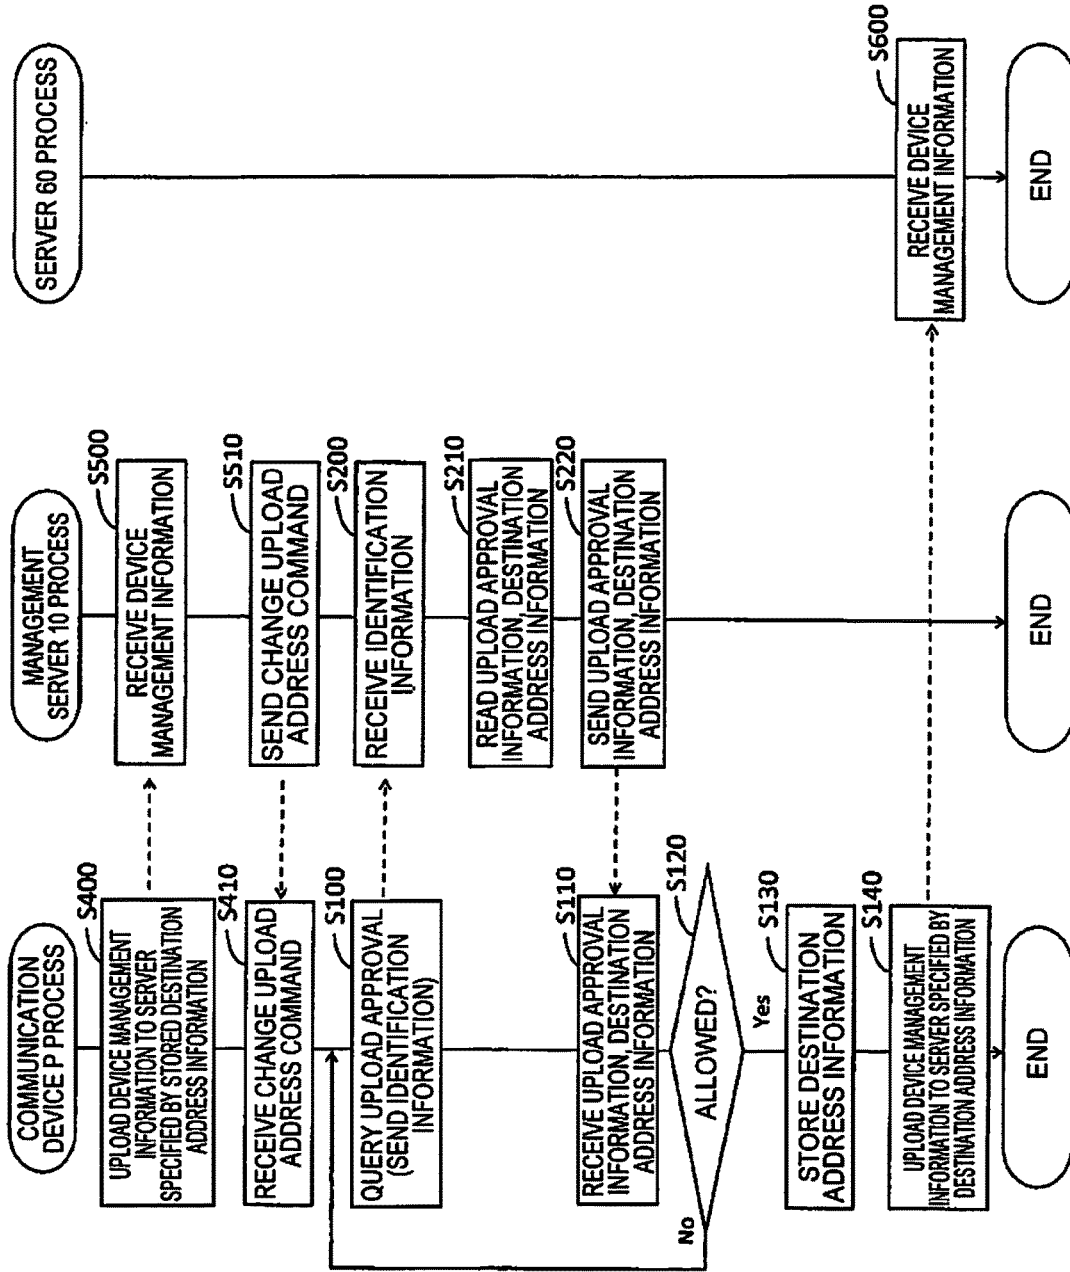 COMMUNICATION
DEVICE P PROCESS
S400
UPLOAD DEVICE MANAGEMENT
INFORMATION TO SERVER
SPECIFIED BY STORED DESTINATION
ADDRESS INFORMATION
S410
RECEIVE CHANGE UPLOAD
ADDRESS COMMAND
S100
QUERY UPLOAD APPROVAL
(SEND IDENTIFICATION
INFORMATION)
S110
RECEIVE UPLOAD APPROVAL
INFORMATION, DESTINATION
ADDRESS INFORMATION
S120
ALLOWED?
No
Yes
S130
STORE DESTINATION
ADDRESS INFORMATION
S140
UPLOAD DEVICE MANAGEMENT
INFORMATION TO SERVER SPECIFIED BY
DESTINATION ADDRESS INFORMATION
END
MANAGEMENT
SERVER 10 PROCESS
S500
RECEIVE DEVICE
MANAGEMENT INFORMATION
S510
SEND CHANGE UPLOAD
ADDRESS COMMAND
S200
RECEIVE IDENTIFICATION
INFORMATION
S210
READ UPLOAD APPROVAL
INFORMATION, DESTINATION
ADDRESS INFORMATION
S220
SEND UPLOAD APPROVAL
INFORMATION, DESTINATION
ADDRESS INFORMATION
END
SERVER 60 PROCESS
S600
RECEIVE DEVICE
MANAGEMENT INFORMATION
END